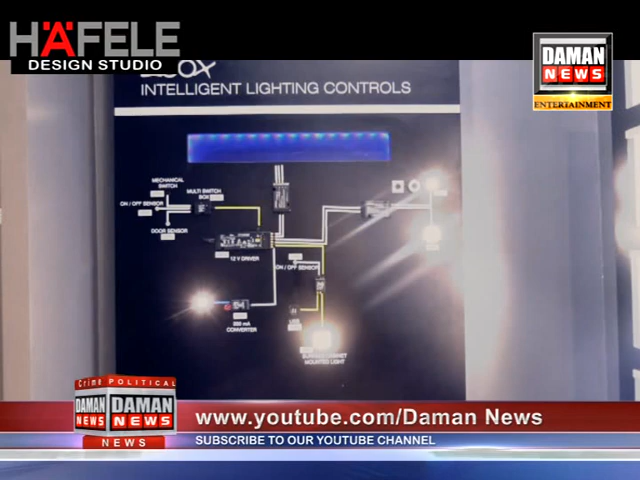 HÄFELE
DESIGN STUDIO
DAMAN
NEWS
ENTERTAINMENT
INTELLIGENT LIGHTING CONTROLS
MECHANICAL
SWITCH
MULTI SWITCH
BOX
ON / OFF SENSOR
DOOR SENSOR
12 V DRIVER
ON / OFF SENSOR
350 mA
CONVERTER
LED
MOUNTED LIGHT
Crime POLITICAL
DAMAN
NEWS
DAMAN
NEWS
NEWS
www.youtube.com/Daman News
SUBSCRIBE TO OUR YOUTUBE CHANNEL